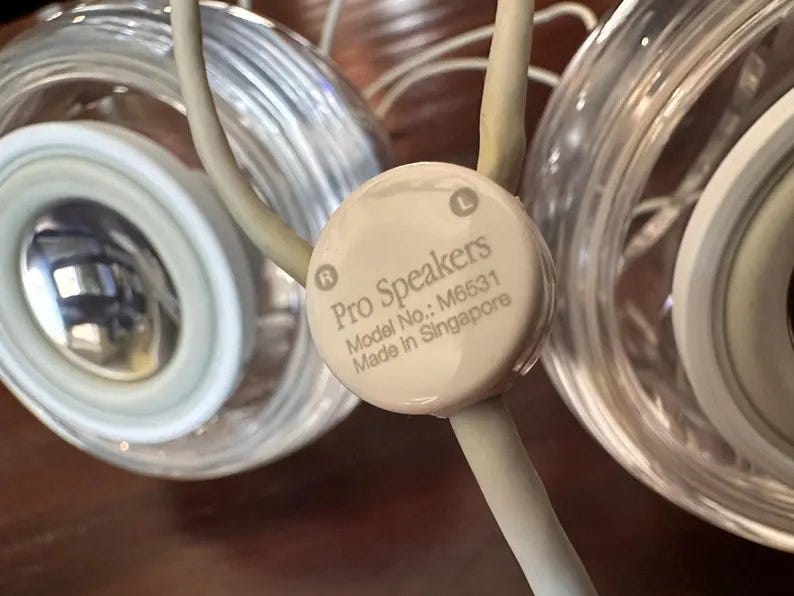 L
R
Pro Speakers
Model No.: M6531
Made in Singapore